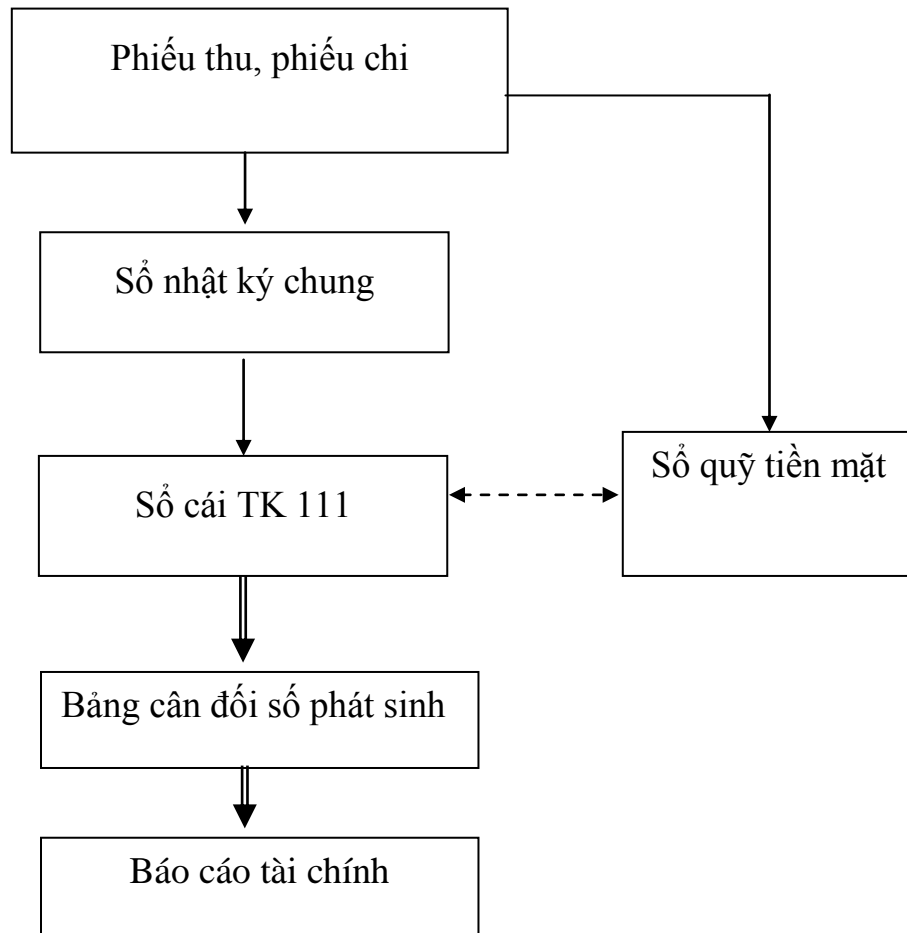 Phiếu thu, phiếu chi
Sổ nhật ký chung
Sổ cái TK 111
Sổ quỹ tiền mặt
Bảng cân đối số phát sinh
Báo cáo tài chính